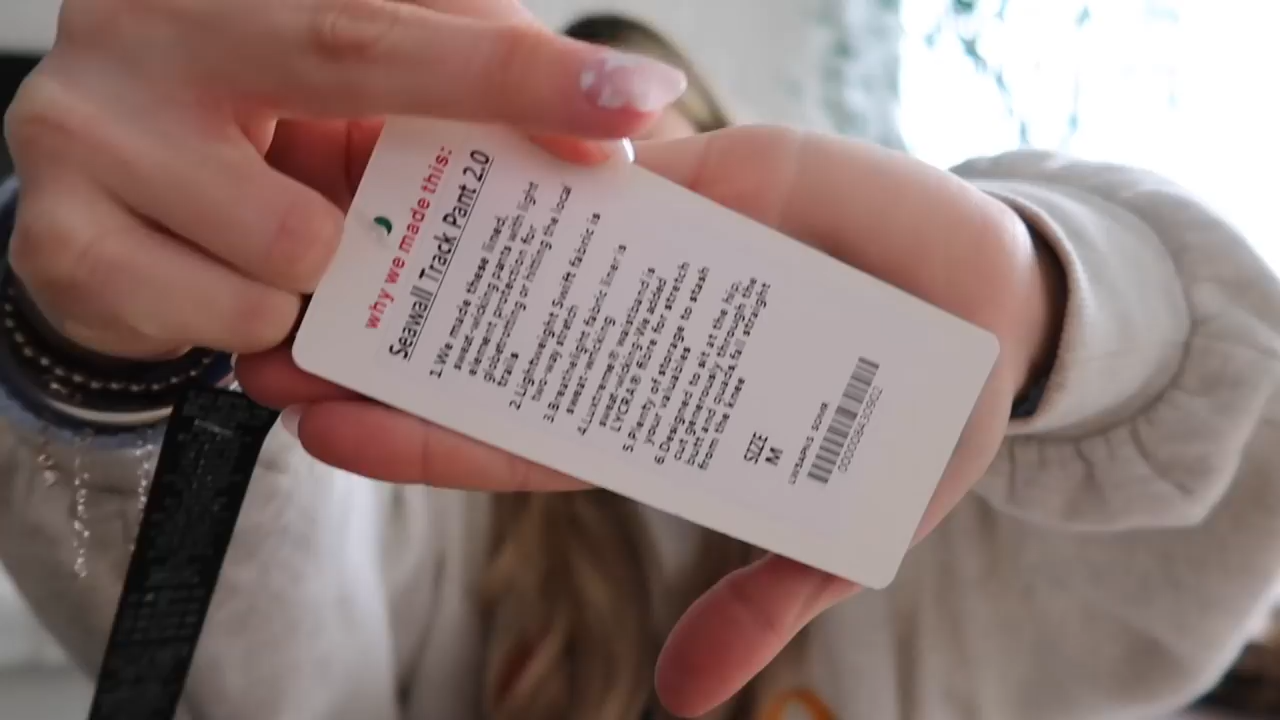 why we made this:
Seawall Track Pant 2.0
1.We made these lined,
sweat-wicking pants with light
element protection for
globetrotting or hitting the local
trails
2.Lightweight Swift fabric is
two-way stretch
3.Breathelight fabric liner is
sweat wicking
4.Luxtreme® waistband is
sweat-wicking-We added
LYCRA® fibre for stretch
5.Plenty of storage to stash
your valuables
6.Designed to sit at the hip,
out generously through the
butt and quads,fall straight
from the knee
SIZE
M